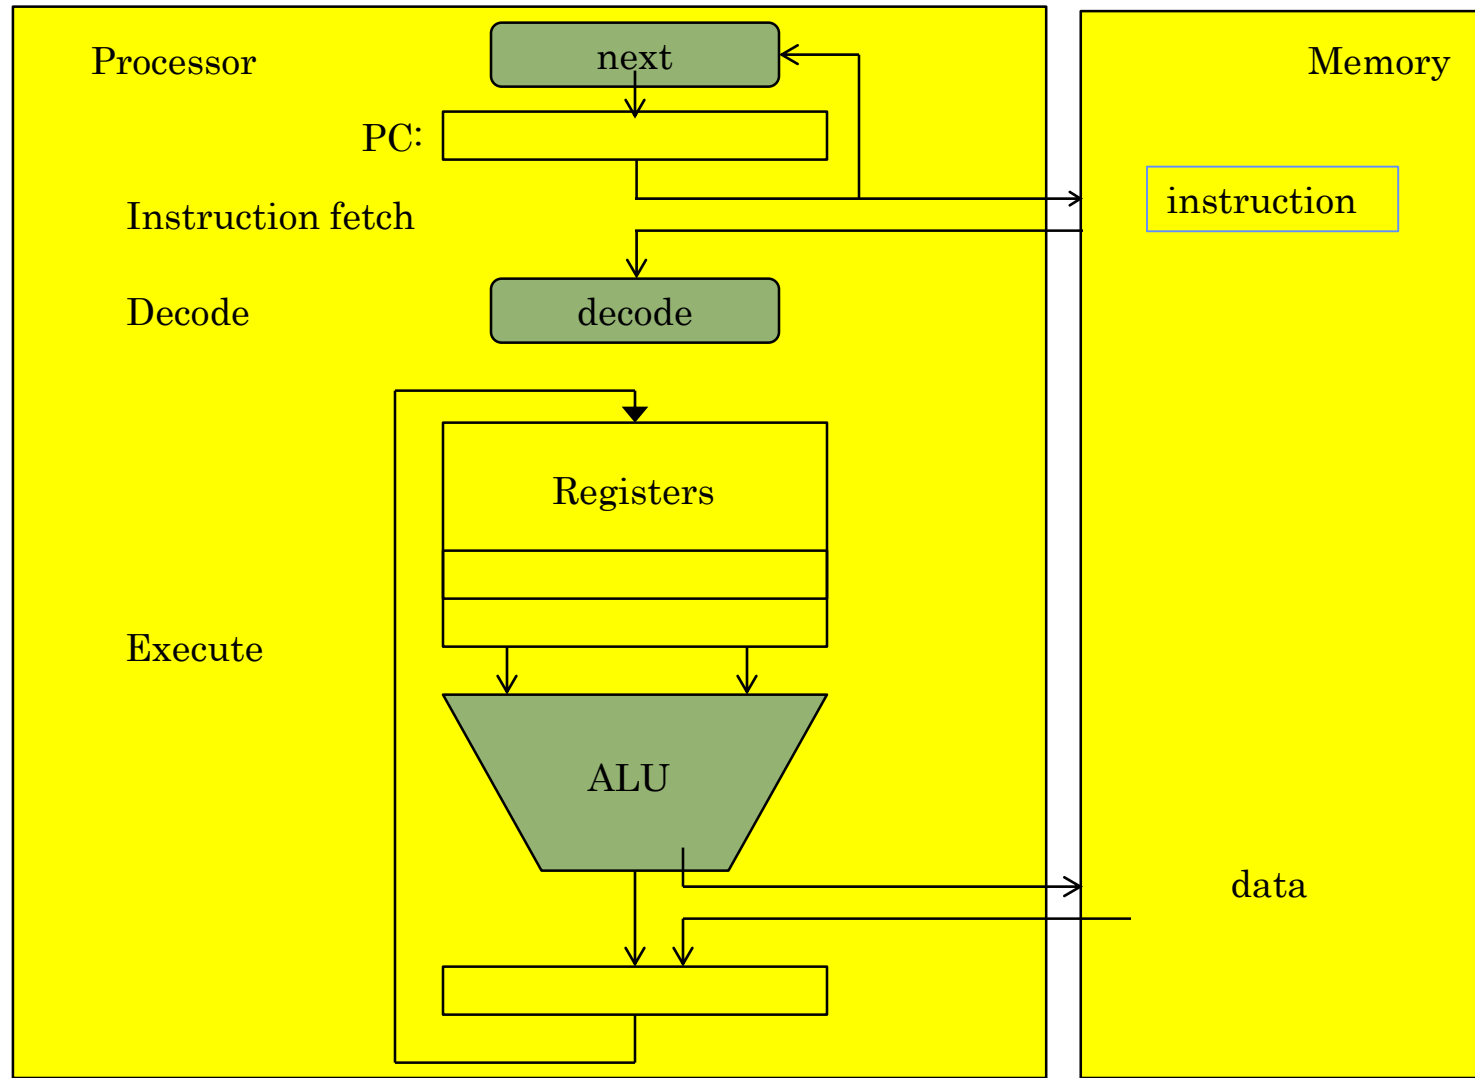 Processor
next
Memory
PC:
instruction
Instruction fetch
Decode
decode
Registers
Execute
ALU
data